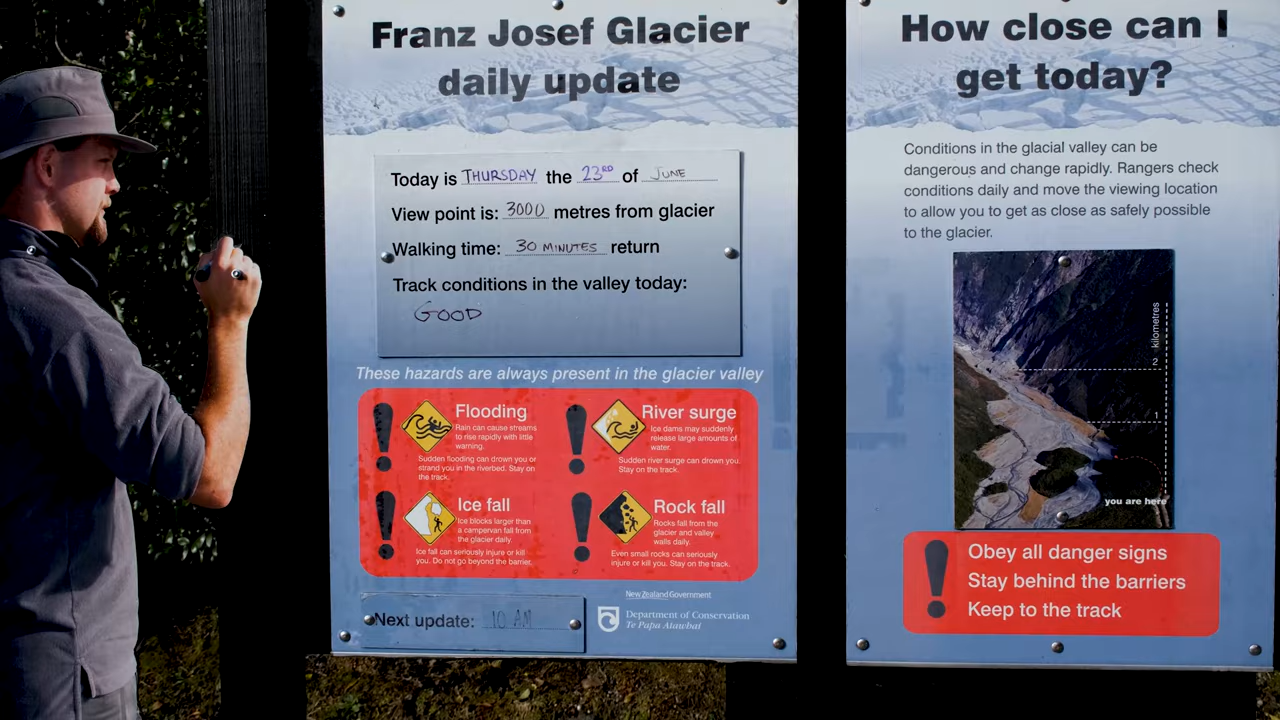 Franz Josef Glacier
daily update
Today is THURSDAY the 23RD of JUNE
View point is: 3000 metres from glacier
Walking time: 30 MINUTES return
Track conditions in the valley today:
GOOD
These hazards are always present in the glacier valley
Flooding
Rain can cause streams
to rise rapidly with little
warning.
Sudden flooding can drown you or
strand you in the riverbed. Stay on
the track.
River surge
Ice dams may suddenly
release large amounts of
water.
Sudden river surge can drown you.
Stay on the track.
Ice fall
Ice blocks larger than
a campervan fall from
the glacier daily.
Ice fall can seriously injure or kill
you. Do not go beyond the barrier.
Rock fall
Rocks fall from the
glacier and valley
walls daily.
Even small rocks can seriously
injure or kill you. Stay on the track.
Next update: 10 AM
New Zealand Government
Department of Conservation
Te Papa Atawhai
How close can I
get today?
Conditions in the glacial valley can be
dangerous and change rapidly. Rangers check
conditions daily and move the viewing location
to allow you to get as close as safely possible
to the glacier.
kilometres
2
1
you are here
Obey all danger signs
Stay behind the barriers
Keep to the track